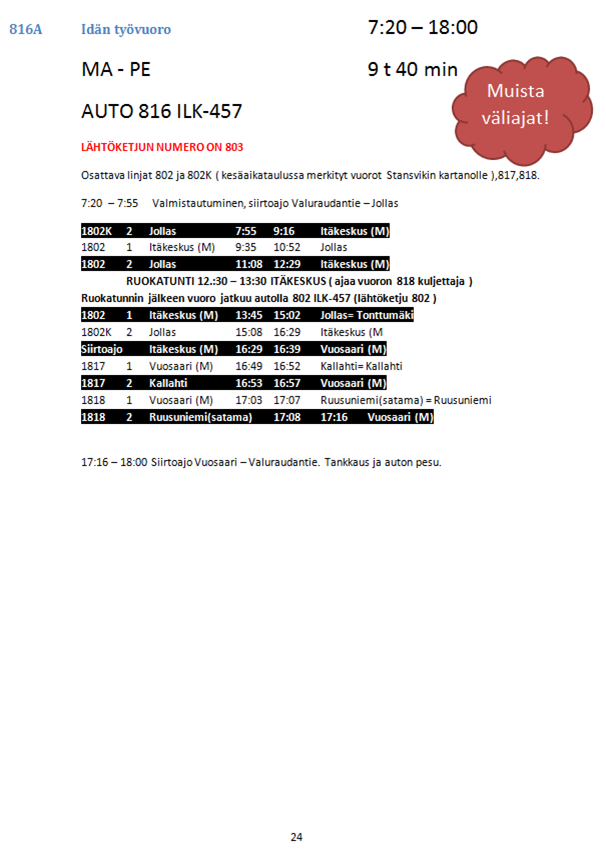 816A Idän työvuoro 7:20 – 18:00
MA - PE 9 t 40 min
Muista
väliajat!
AUTO 816 ILK-457
LÄHTÖKETJUN NUMERO ON 803
Osattava linjat 802 ja 802K ( kesäaikataulussa merkityt vuorot Stansvikin kartanolle ),817,818.
7:20 – 7:55 Valmistautuminen, siirtoajo Valuraudantie – Jollas
1802K 2 Jollas 7:55 9:16 Itäkeskus (M)
1802 1 Itäkeskus (M) 9:35 10:52 Jollas
1802 2 Jollas 11:08 12:29 Itäkeskus (M)
RUOKATUNTI 12.:30 – 13:30 ITÄKESKUS ( ajaa vuoron 818 kuljettaja )
Ruokatunnin jälkeen vuoro jatkuu autolla 802 ILK-457 (lähtöketju 802 )
1802 1 Itäkeskus (M) 13:45 15:02 Jollas= Tonttumäki
1802K 2 Jollas 15:08 16:29 Itäkeskus (M
Siirtoajo Itäkeskus (M) 16:29 16:39 Vuosaari (M)
1817 1 Vuosaari (M) 16:49 16:52 Kallahti= Kallahti
1817 2 Kallahti 16:53 16:57 Vuosaari (M)
1818 1 Vuosaari (M) 17:03 17:07 Ruusuniemi(satama) = Ruusuniemi
1818 2 Ruusuniemi(satama) 17:08 17:16 Vuosaari (M)
17:16 – 18:00 Siirtoajo Vuosaari – Valuraudantie. Tankkaus ja auton pesu.
24